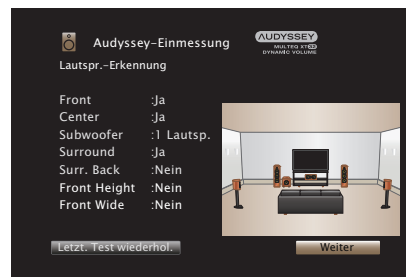 Audyssey-Einmessung
AUDYSSEY
MULTEQ XT32
DYNAMIC VOLUME
Lautspr.-Erkennung
Front :Ja
Center :Ja
Subwoofer :1 Lautsp.
Surround :Ja
Surr. Back :Nein
Front Height :Nein
Front Wide :Nein
Letzt. Test wiederhol.
Weiter